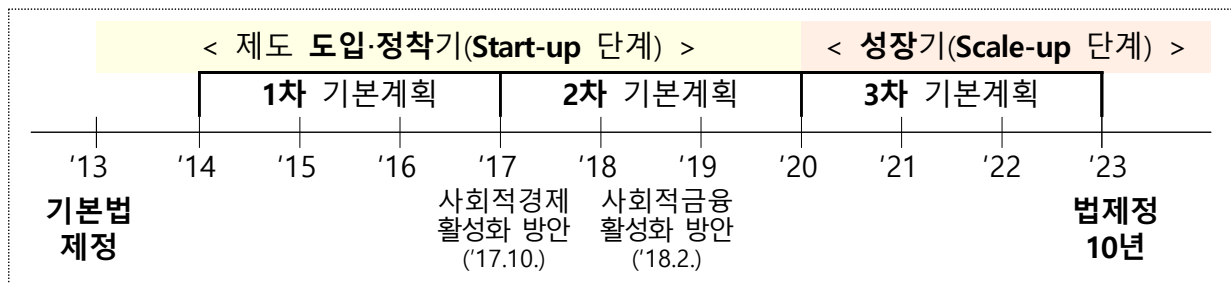 < 제도 도입·정착기(Start-up 단계) > < 성장기(Scale-up 단계) >
1차 기본계획 2차 기본계획 3차 기본계획
'13 '14 '15 '16 '17 '18 '19 '20 '21 '22 '23
기본법
제정
사회적경제
활성화 방안
('17.10.)
사회적금융
활성화 방안
('18.2.)
법제정
10년